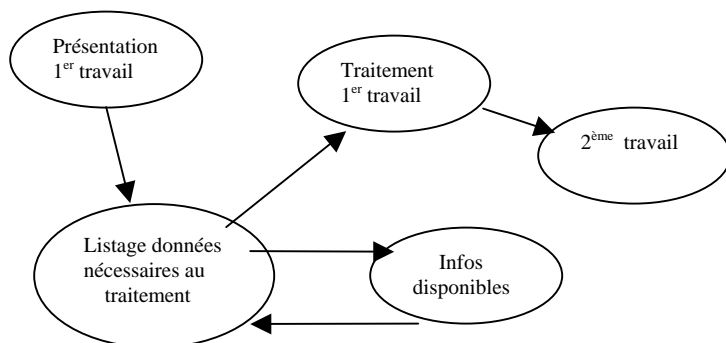 Présentation
1er travail
Traitement
1er travail
2ème travail
Listage données
nécessaires au
traitement
Infos
disponibles